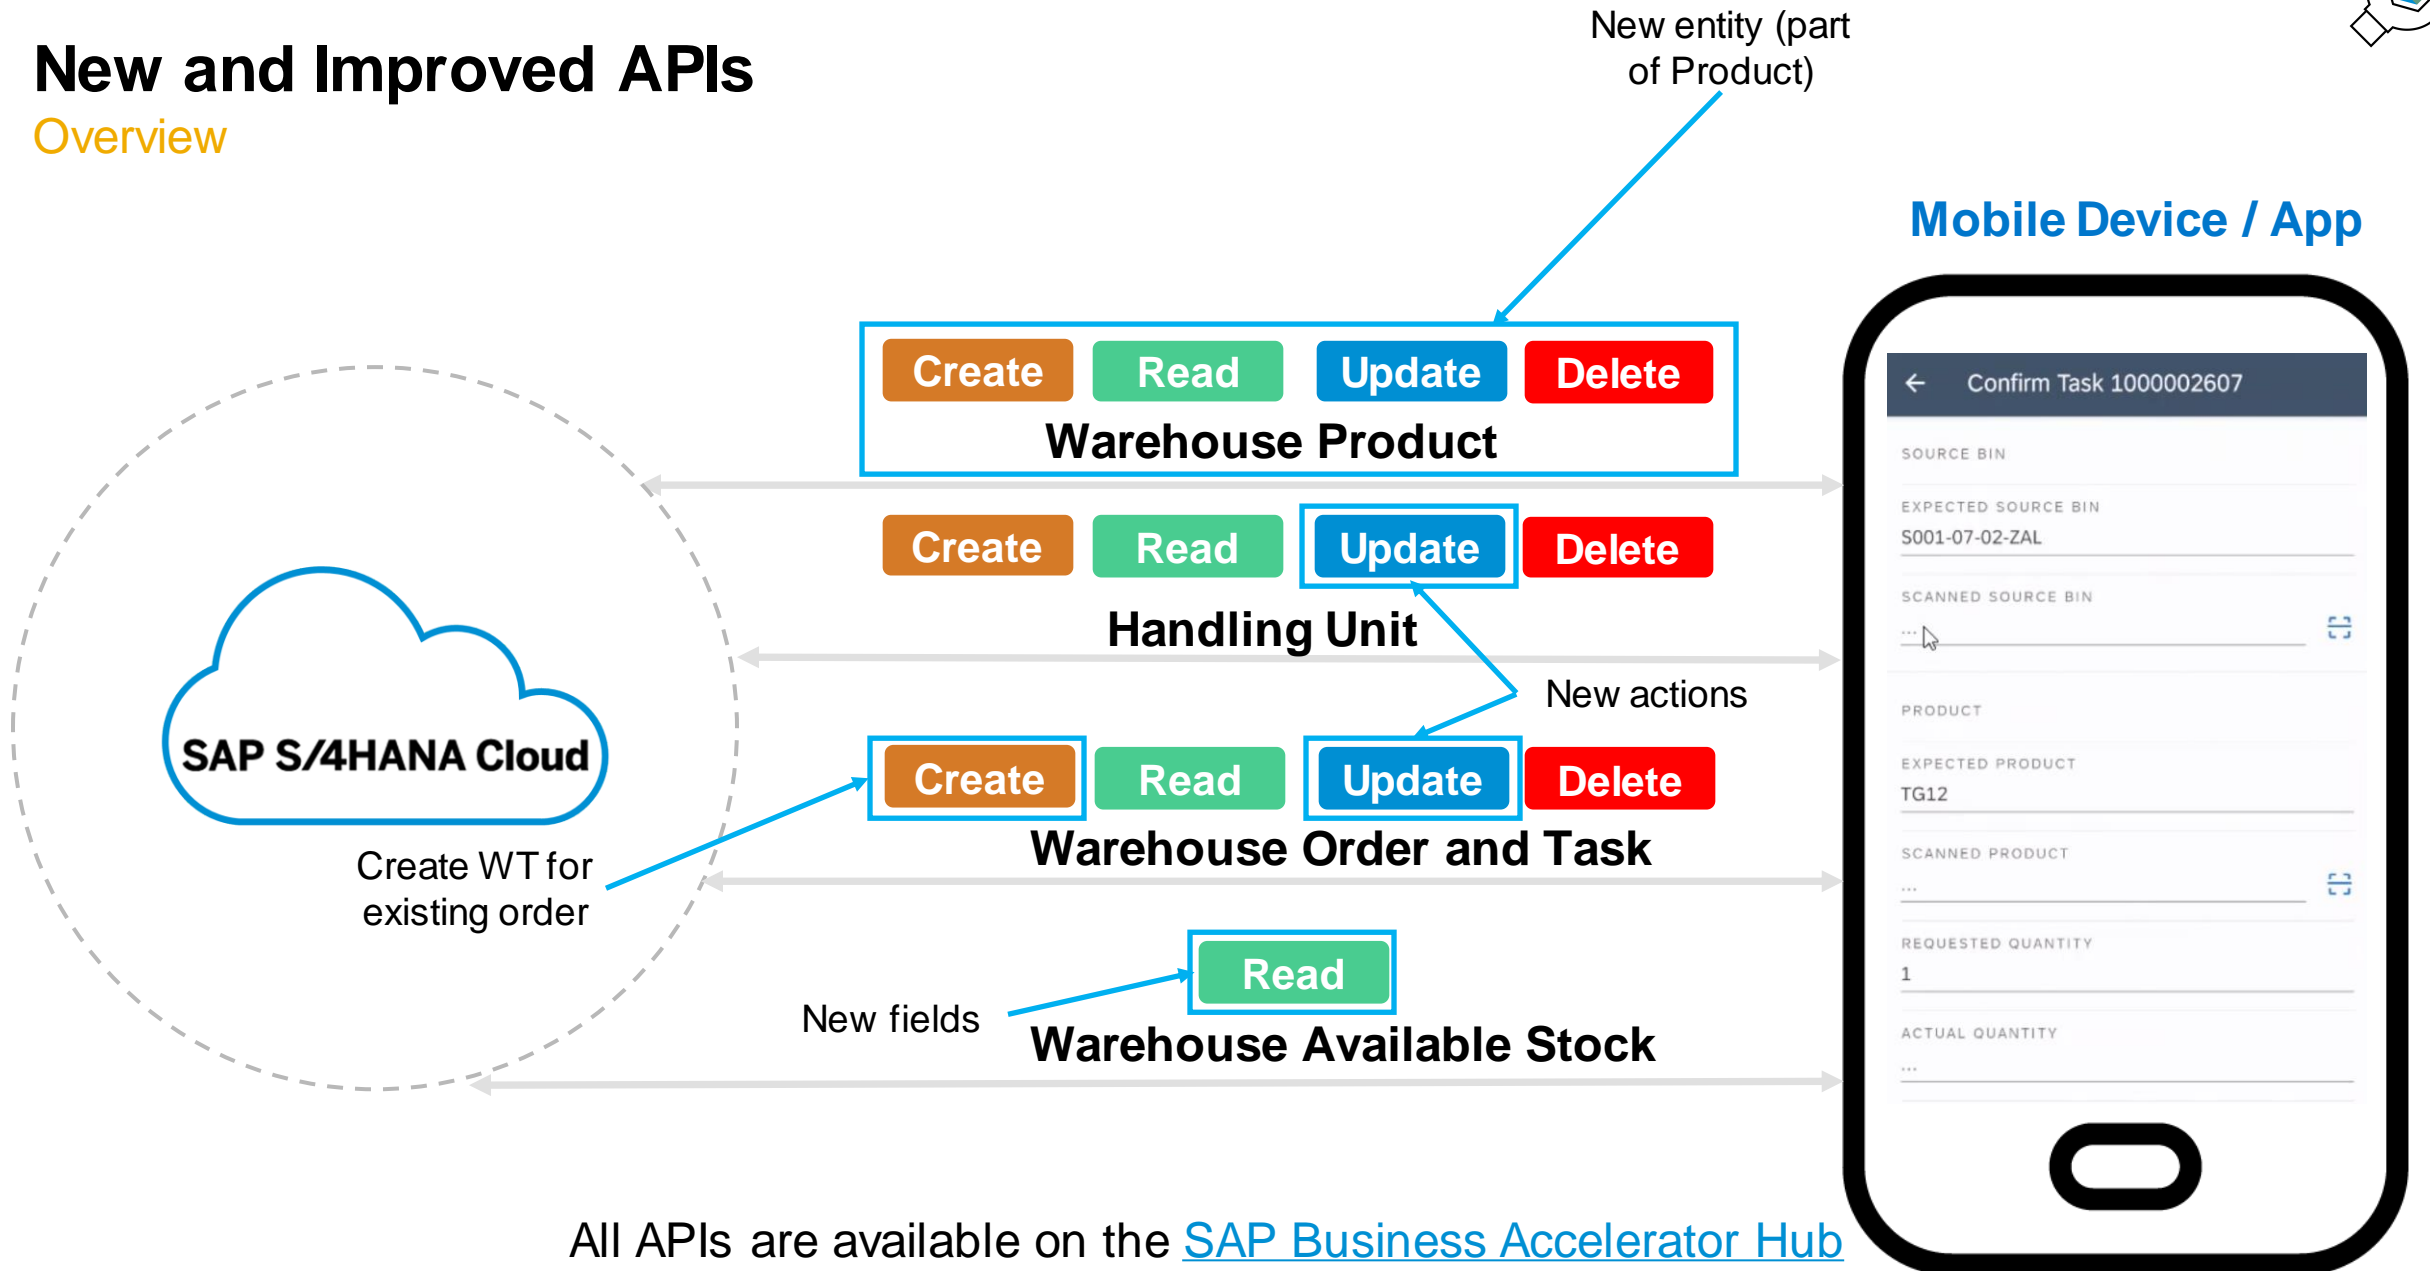 New and Improved APIs
Overview
New entity (part
of Product)
Mobile Device / App
Create Read Update Delete
Warehouse Product
Create Read Update Delete
Handling Unit
New actions
Create Read Update Delete
Warehouse Order and Task
SAP S/4HANA Cloud
Create WT for
existing order
Read
New fields
Warehouse Available Stock
Confirm Task 1000002607
SOURCE BIN
EXPECTED SOURCE BIN
S001-07-02-ZAL
SCANNED SOURCE BIN
...
PRODUCT
EXPECTED PRODUCT
TG12
SCANNED PRODUCT
...
REQUESTED QUANTITY
1
ACTUAL QUANTITY
...
All APIs are available on the SAP Business Accelerator Hub